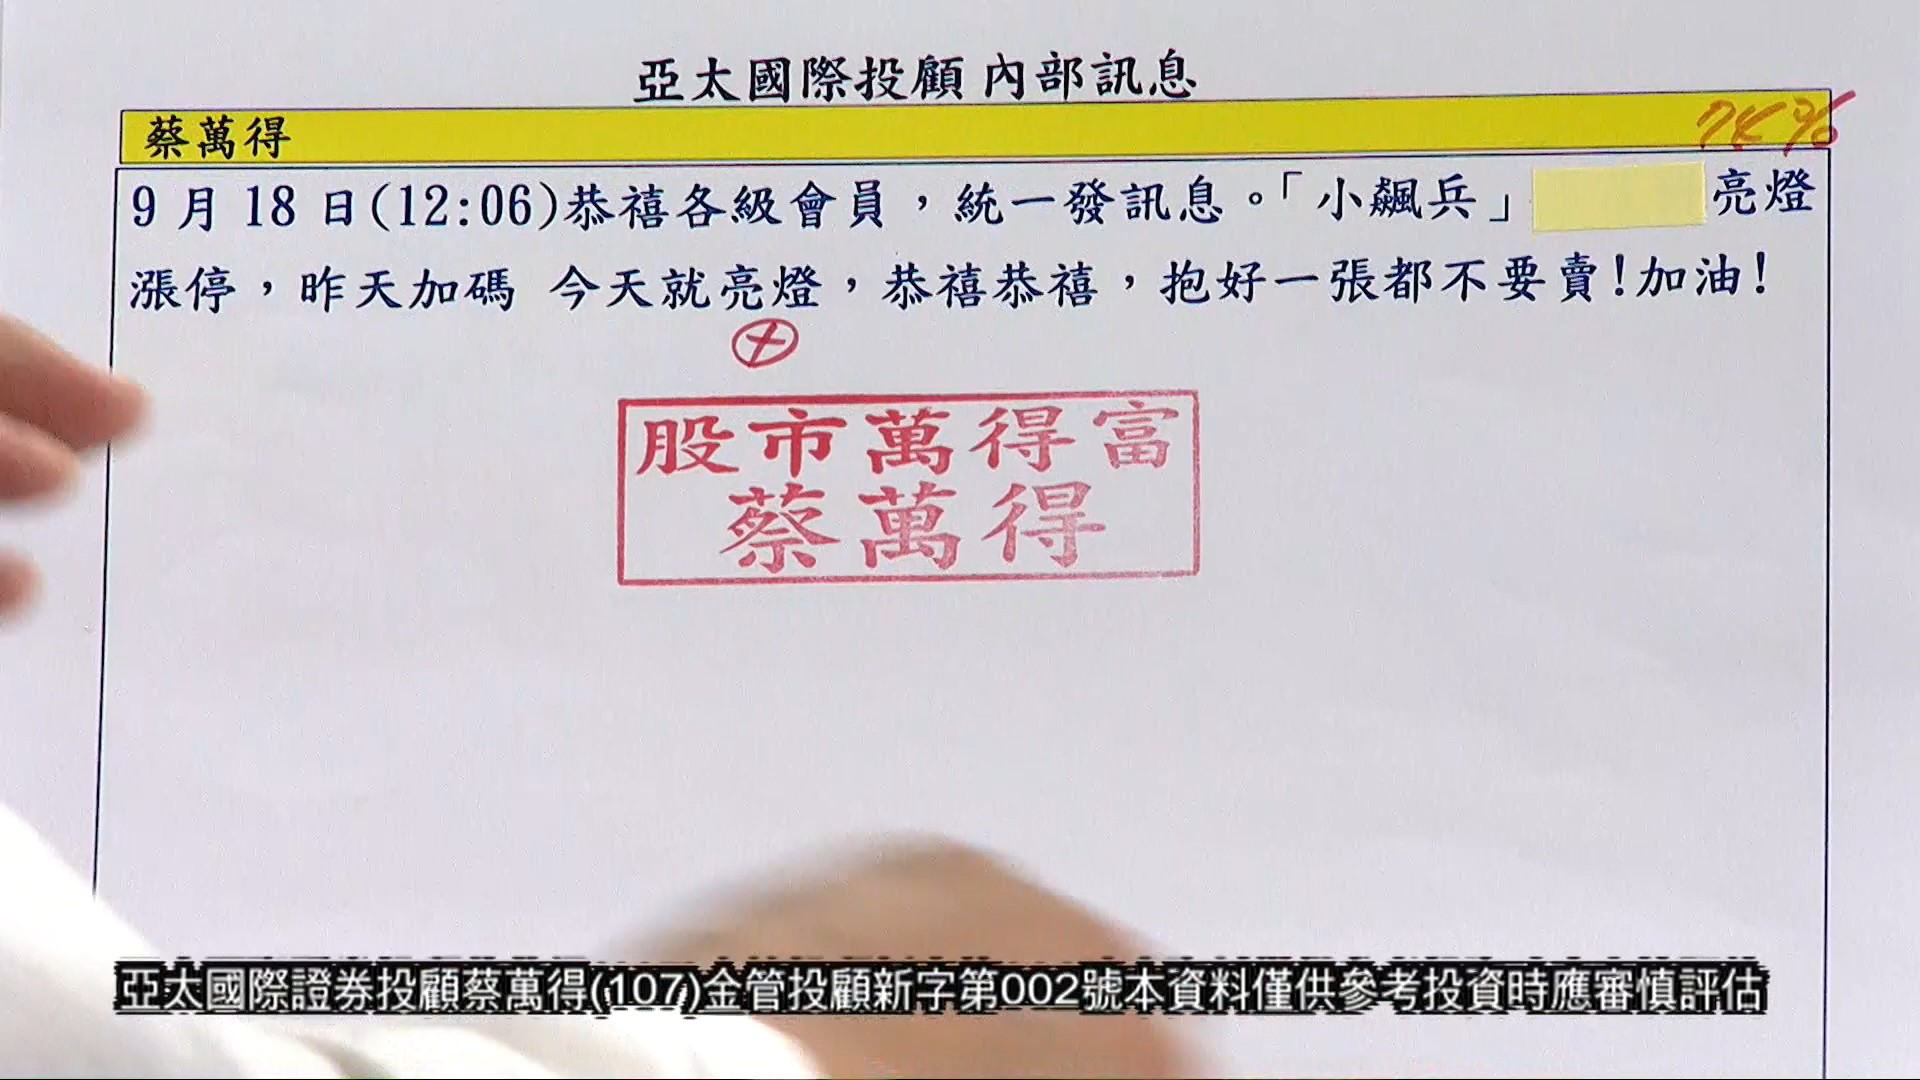 亞太國際投顧 內部訊息
蔡萬得
9月18日(12:06)恭禧各級會員，統一發訊息。「小飆兵」 亮燈
漲停，昨天加碼 今天就亮燈，恭禧恭禧，抱好一張都不要賣!加油!
股市萬得富
蔡萬得
亞太國際證券投顧蔡萬得(107)金管投顧新字第002號本資料僅供參考投資時應審慎評估